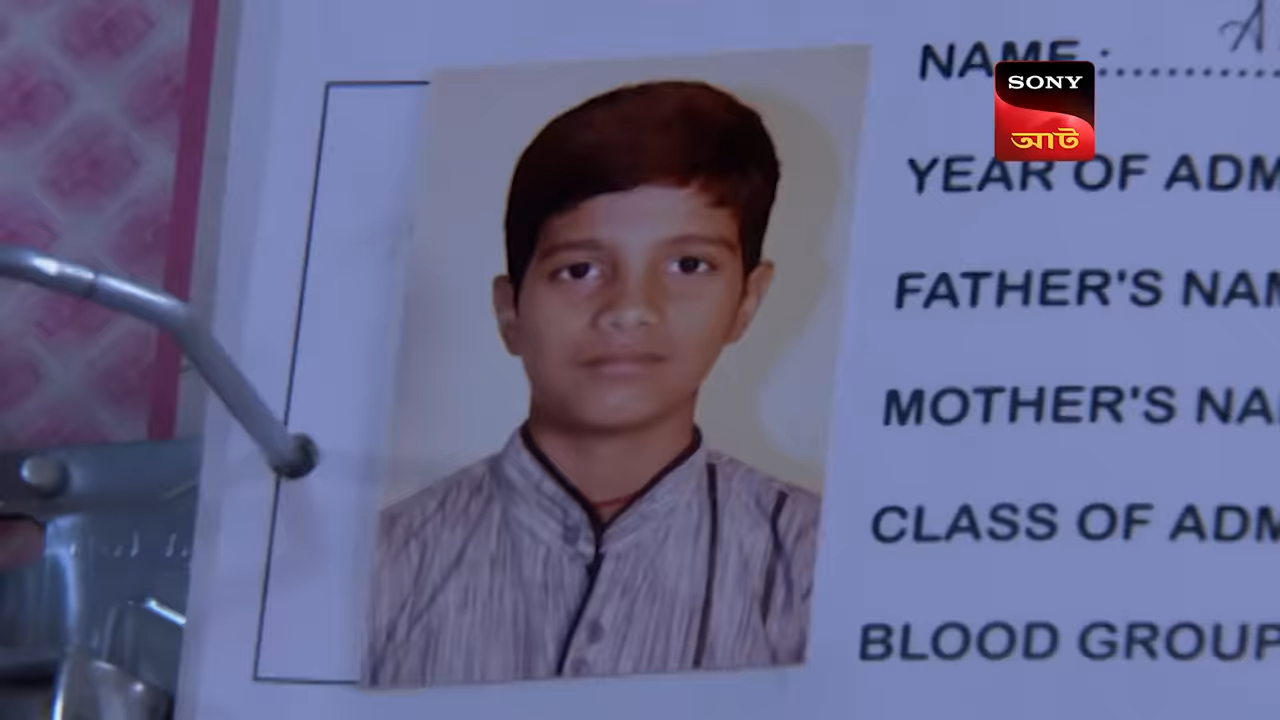 NAME :
SONY
আট
YEAR OF ADM
FATHER'S NAM
MOTHER'S NA
CLASS OF ADM
BLOOD GROUP